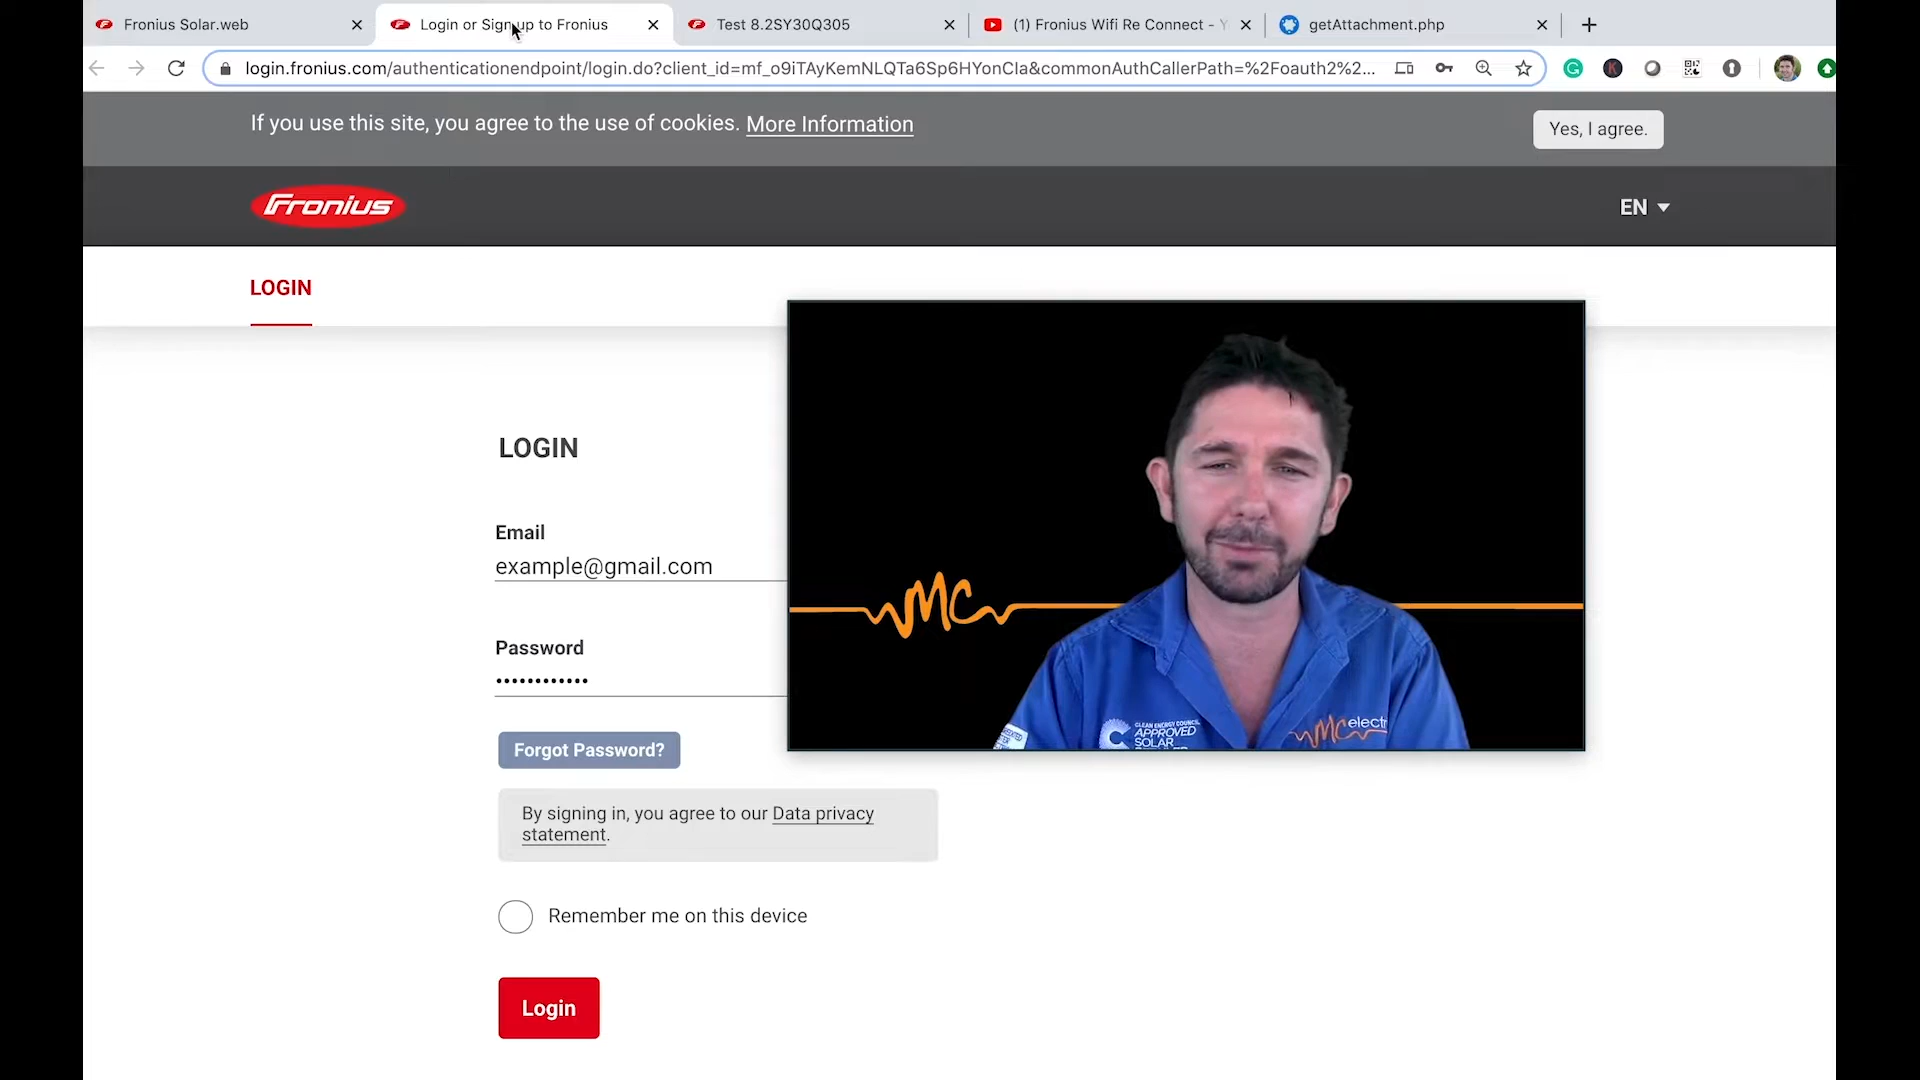 Fronius Solar.web
Login or Sign up to Fronius
Test 8.2SY30Q305
(1) Fronius Wifi Re Connect -
getAttachment.php
login.fronius.com/authenticationendpoint/login.do?client_id=mf_o9iTAyKemNLQTa6Sp6HYonCIa&commonAuthCallerPath=%2Foauth2%2...
If you use this site, you agree to the use of cookies. More Information
Yes, I agree.
Fronius
EN
LOGIN
LOGIN
Email
example@gmail.com
Password
Forgot Password?
By signing in, you agree to our Data privacy
statement.
Remember me on this device
Login
MC
CLEAN ENERGY COUNCIL
APPROVED
SOLAR
MC electr